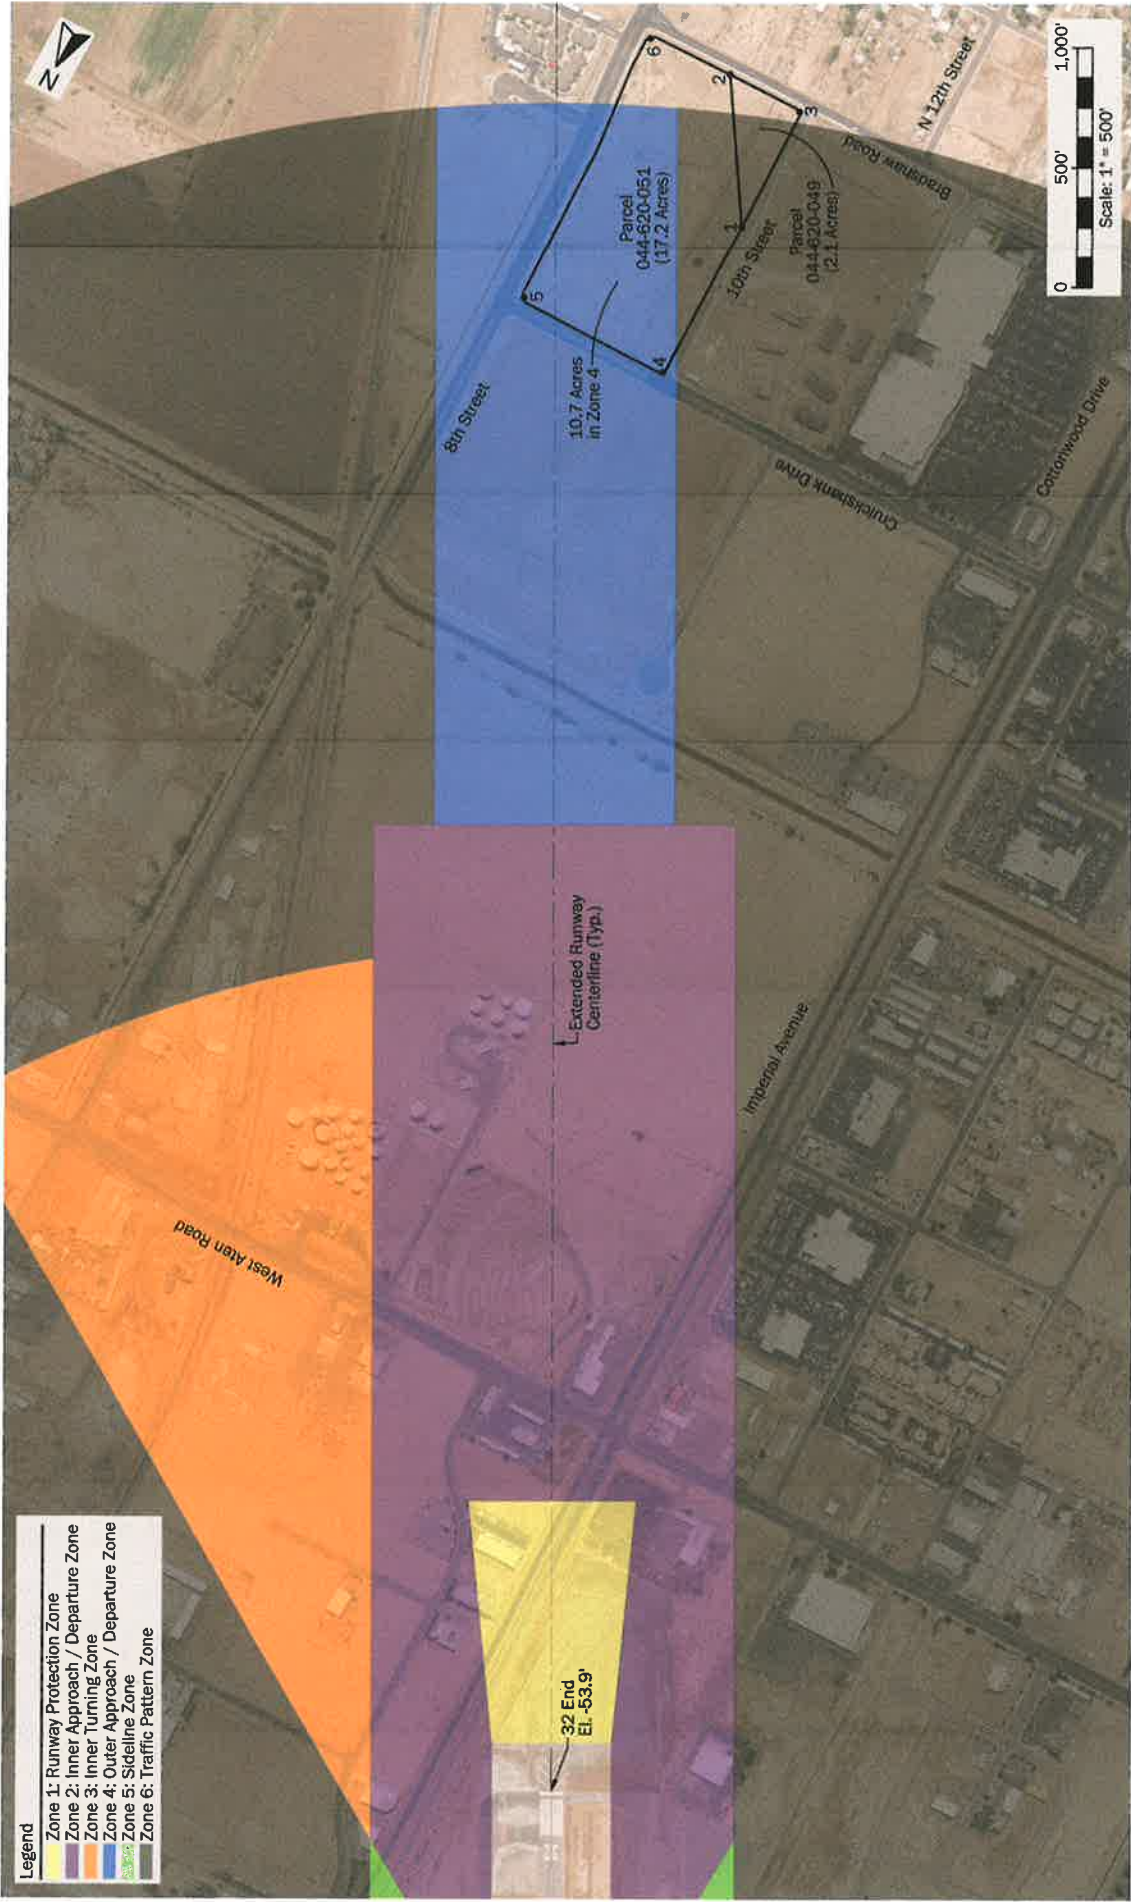 Legend
Zone 1: Runway Protection Zone
Zone 2: Inner Approach / Departure Zone
Zone 3: Inner Turning Zone
Zone 4: Outer Approach / Departure Zone
Zone 5: Sideline Zone
Zone 6: Traffic Pattern Zone
N
West Aten Road
32 End
El. -53.9'
Extended Runway
Centerline (Typ.)
Imperial Avenue
8th Street
10.7 Acres
in Zone 4
Parcel
044-620-051
(17.2 Acres)
Parcel
044-620-049
(2.1 Acres)
10th Street
1
2
3
4
5
6
Cruickshank Drive
Cottonwood Drive
Bradshaw Road
N 12th Street
0
500'
1,000'
Scale: 1" = 500'